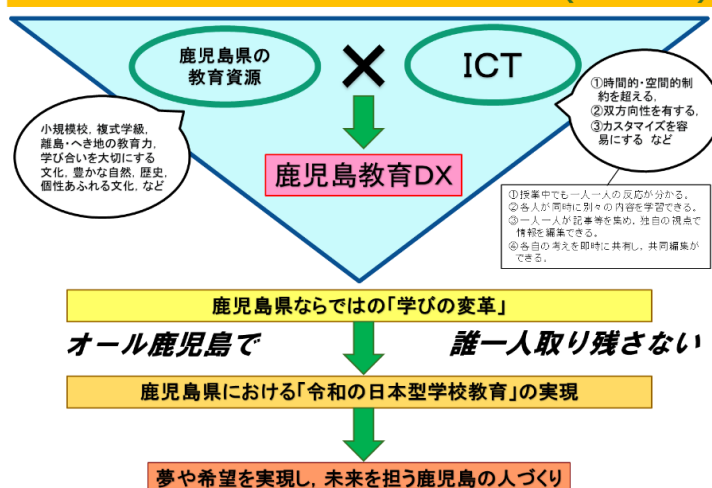 鹿児島県の
教育資源
×
ICT
①時間的・空間的制
約を超える,
②双方向性を有する,
③カスタマイズを容
易にする など
小規模校, 複式学級,
離島・へき地の教育力,
学び合いを大切にする
文化, 豊かな自然, 歴史,
個性あふれる文化, など
鹿児島教育DX
①授業中でも一人一人の反応が分かる。
②各人が同時に別々の内容を学習できる。
③一人一人が記事等を集め, 独自の視点で
情報を編集できる。
④各自の考えを即時に共有し, 共同編集が
できる。
鹿児島県ならではの「学びの変革」
オール鹿児島で
誰一人取り残さない
鹿児島県における「令和の日本型学校教育」の実現
夢や希望を実現し, 未来を担う鹿児島の人づくり